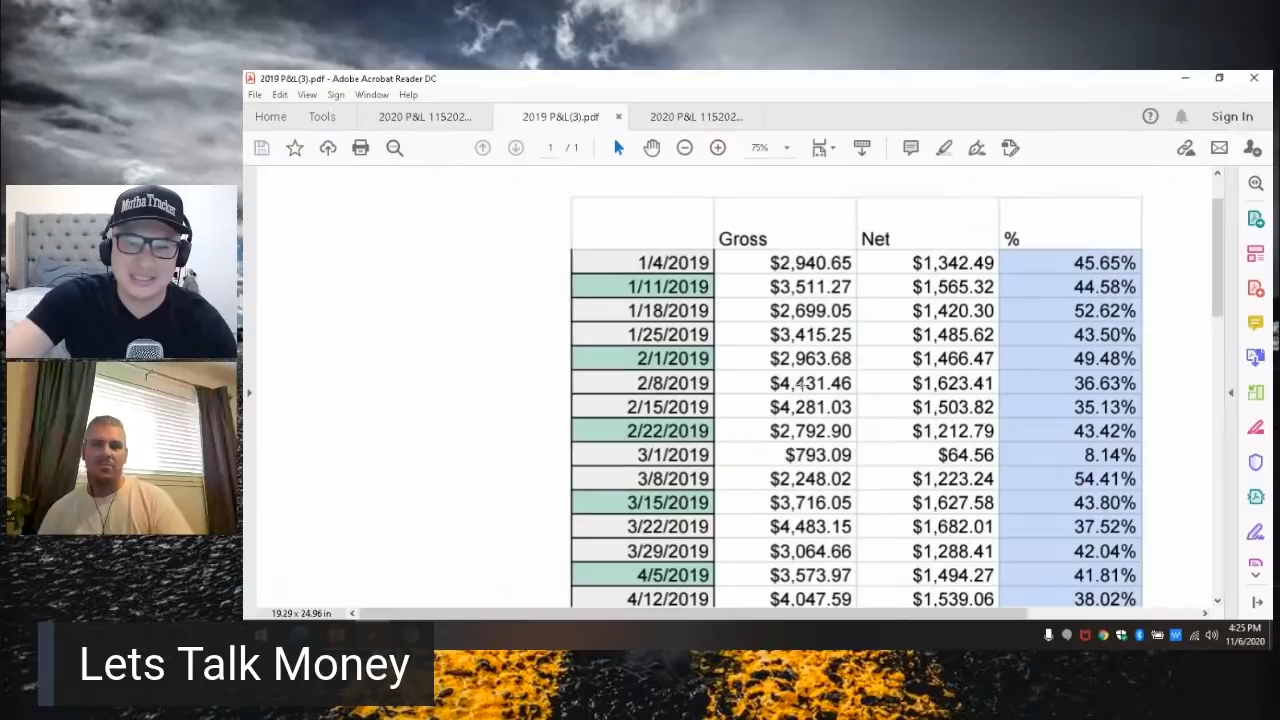 2019 P&L(3).pdf - Adobe Acrobat Reader DC
File Edit View Sign Window Help
Home Tools 2020 P&L 115202... 2019 P&L(3).pdf × 2020 P&L 115202... Sign In
1 / 1 75%
Mutha Trucker
Gross Net %
1/4/2019 $2,940.65 $1,342.49 45.65%
1/11/2019 $3,511.27 $1,565.32 44.58%
1/18/2019 $2,699.05 $1,420.30 52.62%
1/25/2019 $3,415.25 $1,485.62 43.50%
2/1/2019 $2,963.68 $1,466.47 49.48%
2/8/2019 $4,431.46 $1,623.41 36.63%
2/15/2019 $4,281.03 $1,503.82 35.13%
2/22/2019 $2,792.90 $1,212.79 43.42%
3/1/2019 $793.09 $64.56 8.14%
3/8/2019 $2,248.02 $1,223.24 54.41%
3/15/2019 $3,716.05 $1,627.58 43.80%
3/22/2019 $4,483.15 $1,682.01 37.52%
3/29/2019 $3,064.66 $1,288.41 42.04%
4/5/2019 $3,573.97 $1,494.27 41.81%
4/12/2019 $4,047.59 $1,539.06 38.02%
19.29 x 24.96 in
4:25 PM
11/6/2020
Lets Talk Money